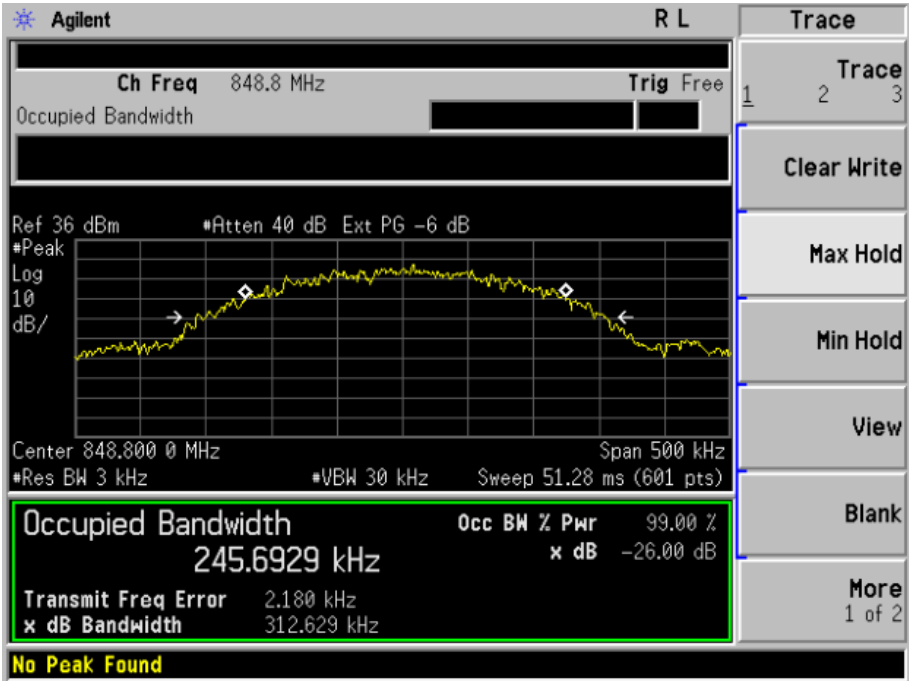 Agilent R L Trace
Ch Freq 848.8 MHz Trig Free
Occupied Bandwidth
Trace
1 2 3
Clear Write
Max Hold
Min Hold
View
Blank
More
1 of 2
Ref 36 dBm #Atten 40 dB Ext PG -6 dB
#Peak
Log
10
dB/
Center 848.800 0 MHz Span 500 kHz
#Res BW 3 kHz #VBW 30 kHz Sweep 51.28 ms (601 pts)
Occupied Bandwidth Occ BW % Pwr 99.00 %
245.6929 kHz x dB -26.00 dB
Transmit Freq Error 2.180 kHz
x dB Bandwidth 312.629 kHz
No Peak Found